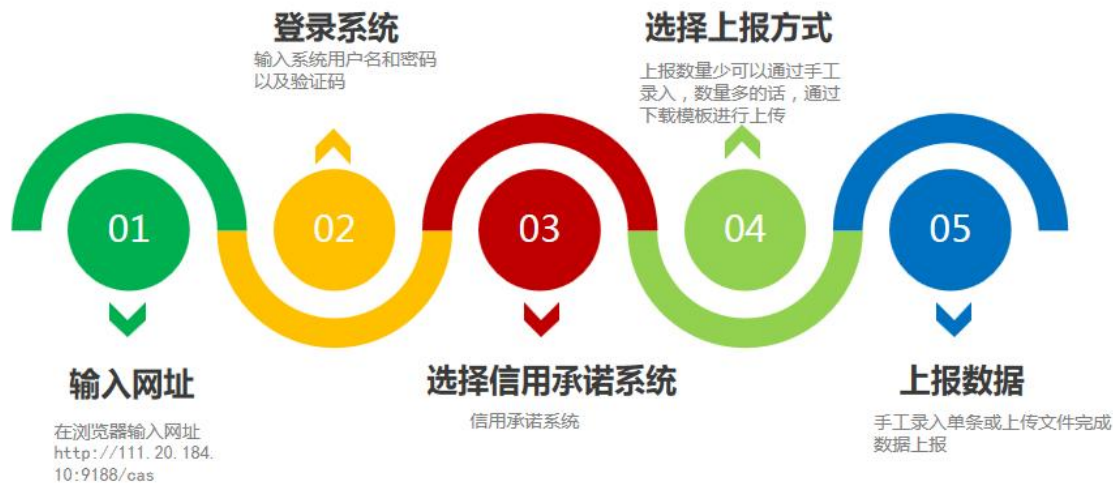 01
输入网址
在浏览器输入网址
http://111.20.184.
10:9188/cas
登录系统
输入系统用户名和密码
以及验证码
02
03
选择信用承诺系统
信用承诺系统
选择上报方式
上报数量少可以通过手工
录入，数量多的话，通过
下载模板进行上传
04
05
上报数据
手工录入单条或上传文件完成
数据上报